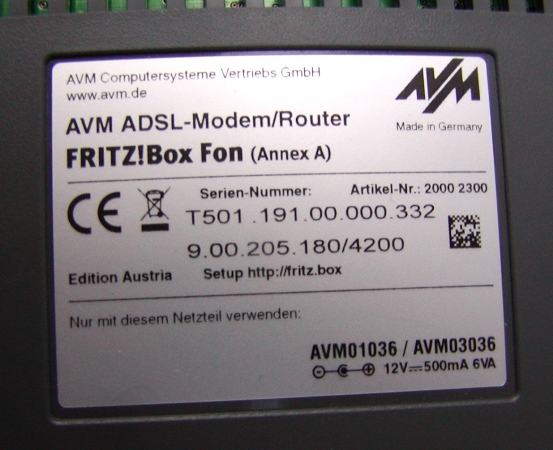 AVM Computersysteme Vertriebs GmbH
www.avm.de
AVM
Made in Germany
AVM ADSL-Modem/Router
FRITZ!Box Fon (Annex A)
Serien-Nummer: Artikel-Nr.: 2000 2300
CE T501.191.00.000.332
9.00.205.180/4200
Edition Austria Setup http://fritz.box
Nur mit diesem Netzteil verwenden:
AVM01036 / AVM03036
12V⎓500mA 6VA